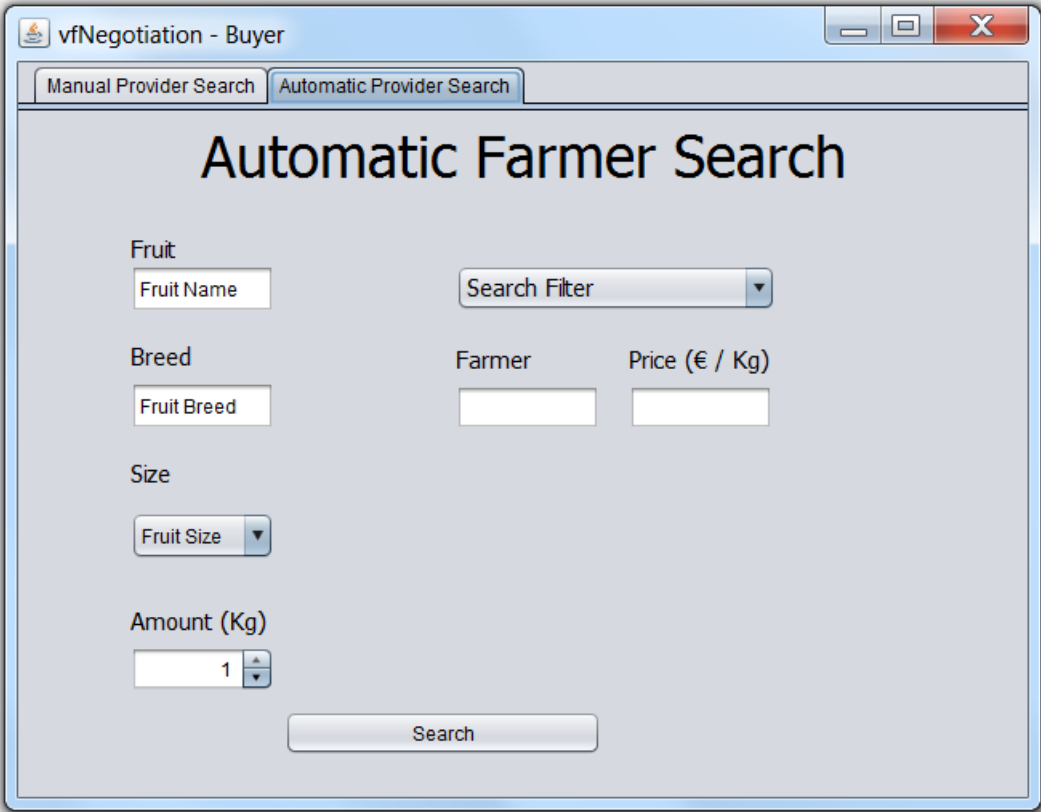 vfNegotiation - Buyer
Manual Provider Search
Automatic Provider Search
Automatic Farmer Search
Fruit
Fruit Name
Search Filter
Breed
Farmer
Price (€ / Kg)
Fruit Breed
Size
Fruit Size
Amount (Kg)
1
Search